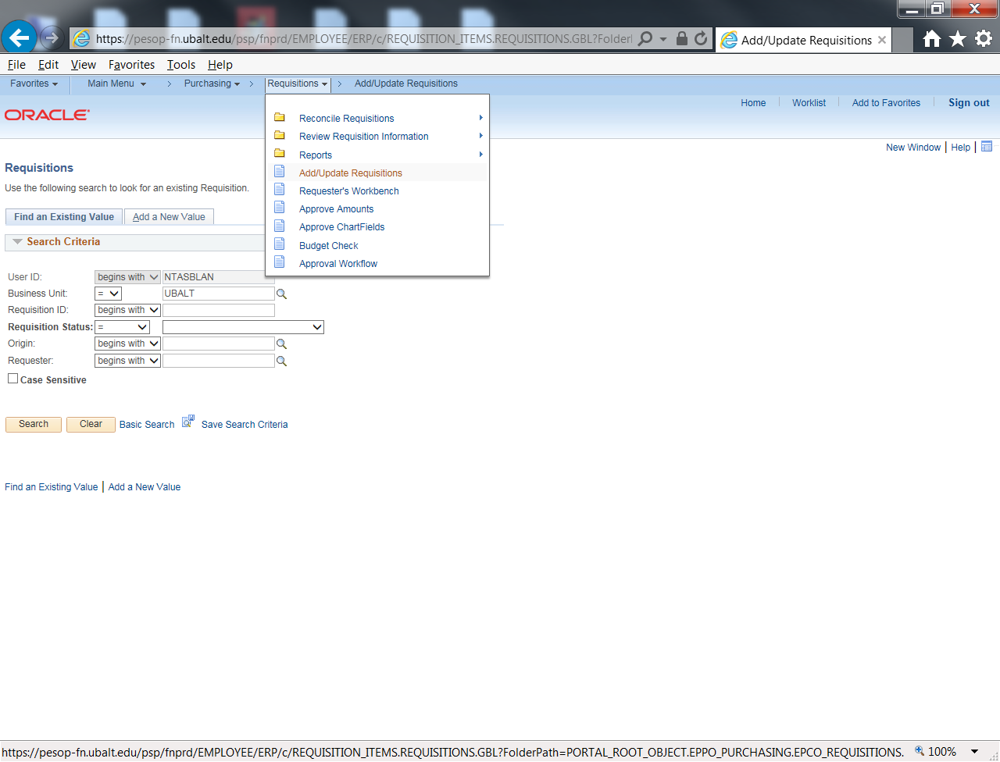 https://pesop-fn.ubalt.edu/psp/fnprd/EMPLOYEE/ERP/c/REQUISITION_ITEMS.REQUISITIONS.GBL?Folderl
Add/Update Requisitions
File Edit View Favorites Tools Help
Favorites Main Menu > Purchasing > Requisitions > Add/Update Requisitions
Home Worklist Add to Favorites Sign out
ORACLE
New Window | Help |
Reconcile Requisitions
Review Requisition Information
Reports
Add/Update Requisitions
Requester's Workbench
Approve Amounts
Approve ChartFields
Budget Check
Approval Workflow
Requisitions
Use the following search to look for an existing Requisition.
Find an Existing Value Add a New Value
Search Criteria
User ID: begins with NTASBLAN
Business Unit: = UBALT
Requisition ID: begins with
Requisition Status: =
Origin: begins with
Requester: begins with
Case Sensitive
Search Clear Basic Search Save Search Criteria
Find an Existing Value | Add a New Value
https://pesop-fn.ubalt.edu/psp/fnprd/EMPLOYEE/ERP/c/REQUISITION_ITEMS.REQUISITIONS.GBL?FolderPath=PORTAL_ROOT_OBJECT.EPPO_PURCHASING.EPCO_REQUISITIONS. 100%